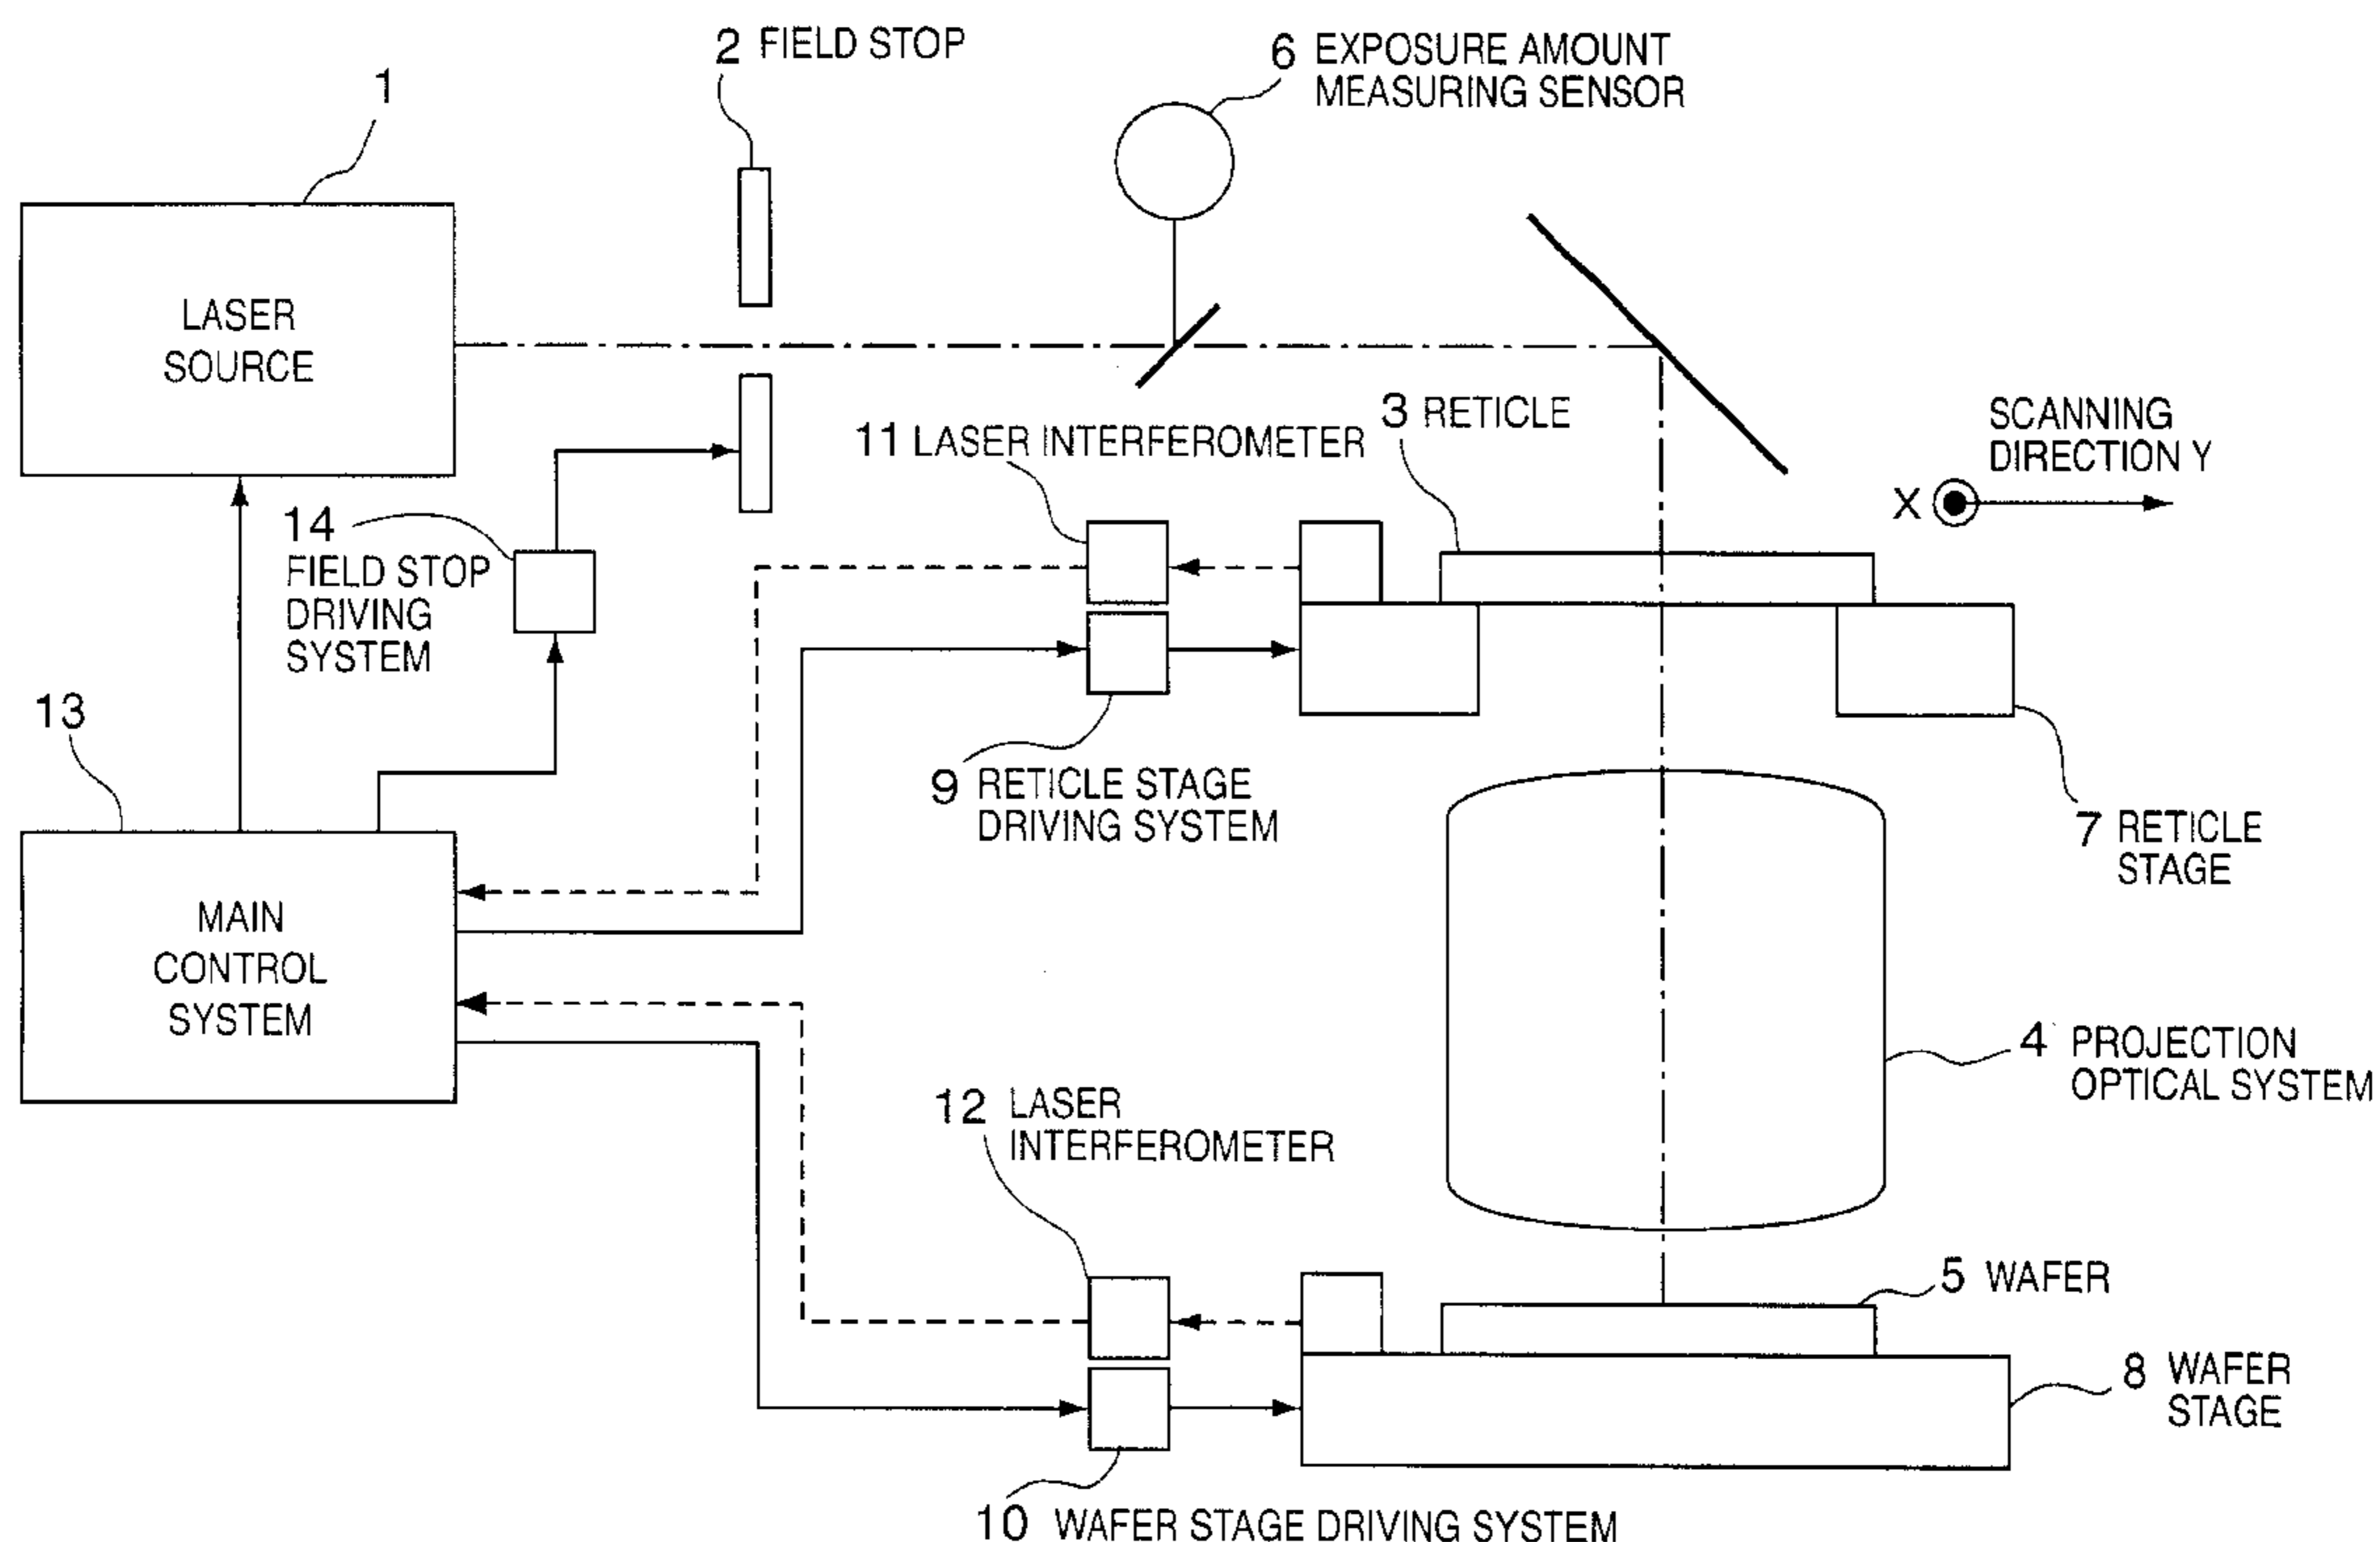 2 FIELD STOP
6 EXPOSURE AMOUNT
MEASURING SENSOR
1
LASER
SOURCE
3 RETICLE
SCANNING
DIRECTION Y
X
11 LASER INTERFEROMETER
14
FIELD STOP
DRIVING
SYSTEM
13
9 RETICLE STAGE
DRIVING SYSTEM
7 RETICLE
STAGE
MAIN
CONTROL
SYSTEM
4 PROJECTION
OPTICAL SYSTEM
12 LASER
INTERFEROMETER
5 WAFER
8 WAFER
STAGE
10 WAFER STAGE DRIVING SYSTEM